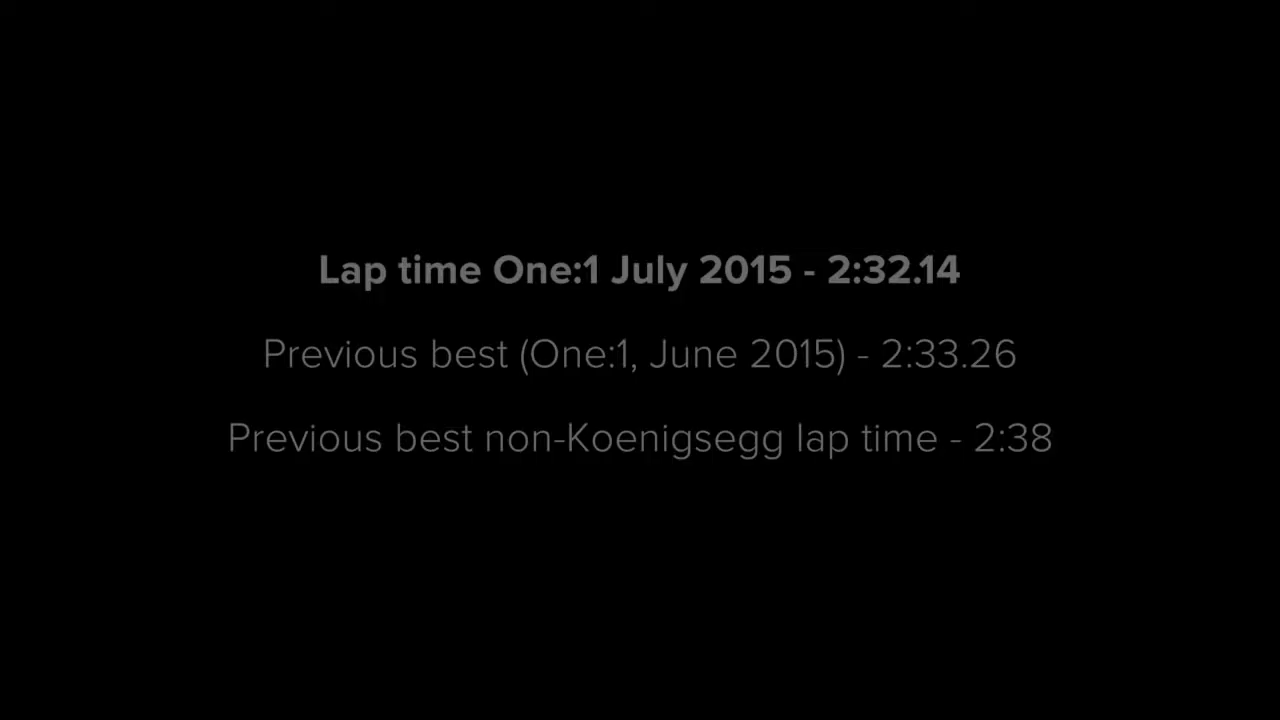 Lap time One:1 July 2015 - 2:32.14
Previous best (One:1, June 2015) - 2:33.26
Previous best non-Koenigsegg lap time - 2:38